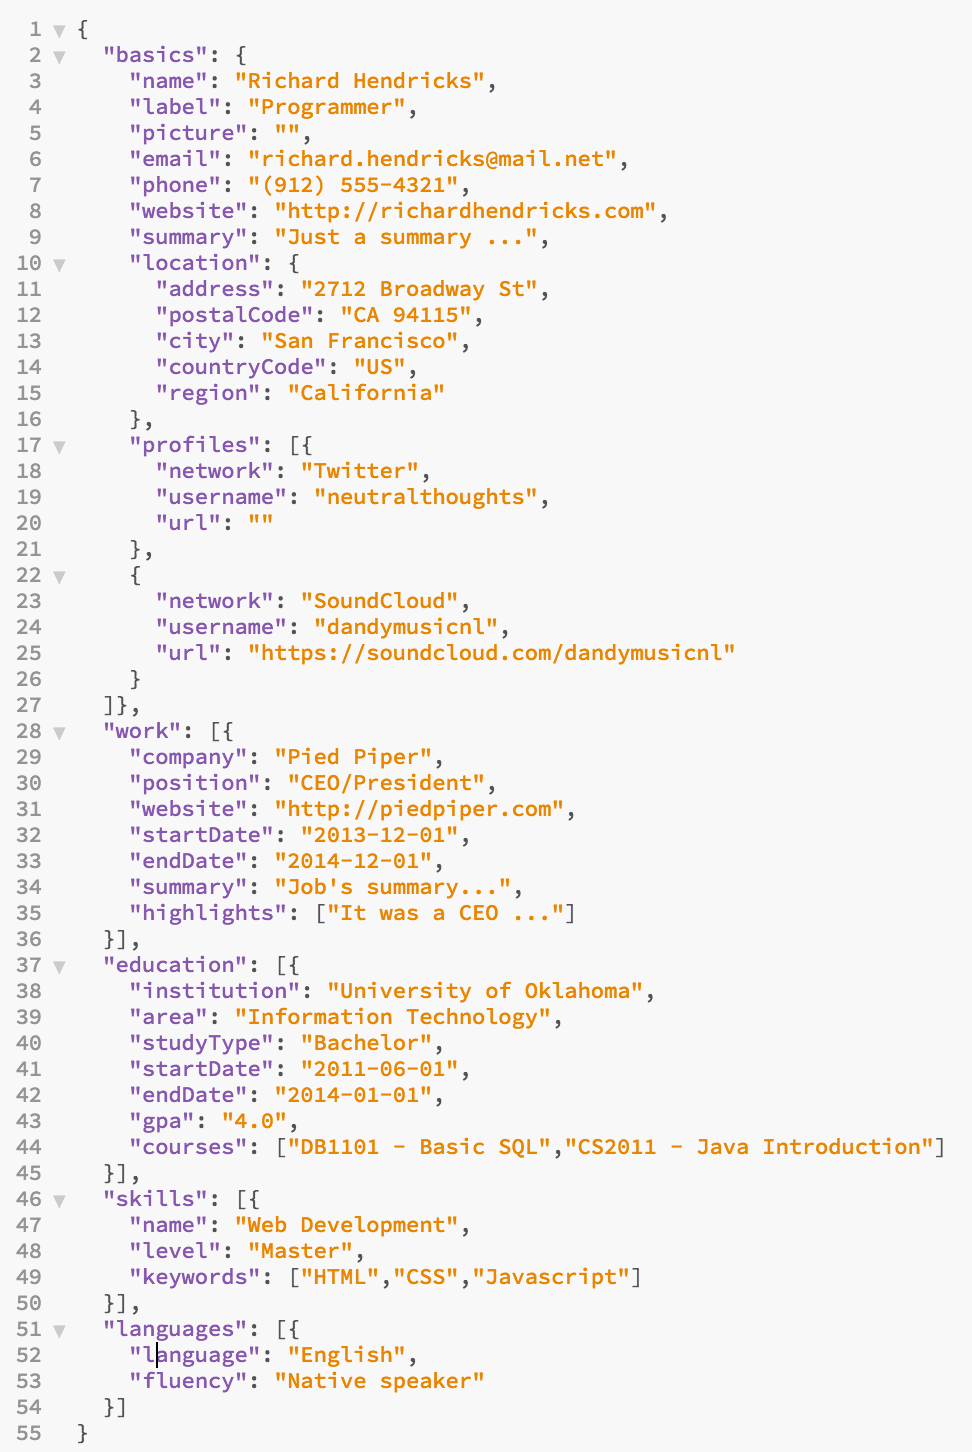 1 {
2   "basics": {
3     "name": "Richard Hendricks",
4     "label": "Programmer",
5     "picture": "",
6     "email": "richard.hendricks@mail.net",
7     "phone": "(912) 555-4321",
8     "website": "http://richardhendricks.com",
9     "summary": "Just a summary ...",
10     "location": {
11       "address": "2712 Broadway St",
12       "postalCode": "CA 94115",
13       "city": "San Francisco",
14       "countryCode": "US",
15       "region": "California"
16     },
17     "profiles": [{
18       "network": "Twitter",
19       "username": "neutralthoughts",
20       "url": ""
21     },
22     {
23       "network": "SoundCloud",
24       "username": "dandymusicnl",
25       "url": "https://soundcloud.com/dandymusicnl"
26     }
27   ]},
28   "work": [{
29     "company": "Pied Piper",
30     "position": "CEO/President",
31     "website": "http://piedpiper.com",
32     "startDate": "2013-12-01",
33     "endDate": "2014-12-01",
34     "summary": "Job's summary...",
35     "highlights": ["It was a CEO ..."]
36   }],
37   "education": [{
38     "institution": "University of Oklahoma",
39     "area": "Information Technology",
40     "studyType": "Bachelor",
41     "startDate": "2011-06-01",
42     "endDate": "2014-01-01",
43     "gpa": "4.0",
44     "courses": ["DB1101 - Basic SQL","CS2011 - Java Introduction"]
45   }],
46   "skills": [{
47     "name": "Web Development",
48     "level": "Master",
49     "keywords": ["HTML","CSS","Javascript"]
50   }],
51   "languages": [{
52     "language": "English",
53     "fluency": "Native speaker"
54   }]
55 }